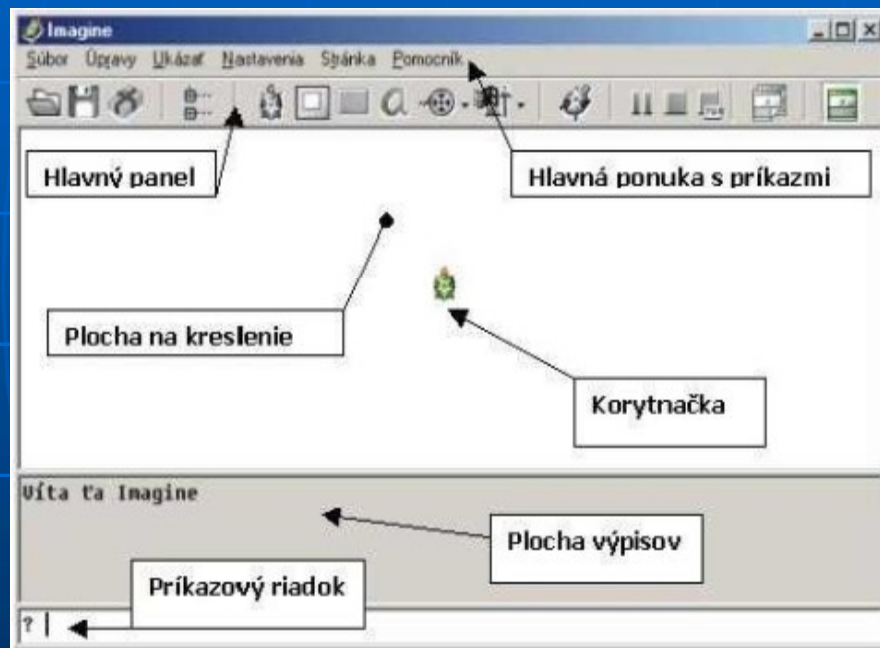 Imagine
Súbor Úpravy Ukázať Nastavenia Stránka Pomocník
Hlavný panel
Hlavná ponuka s príkazmi
Plocha na kreslenie
Korytnačka
Víta ťa Imagine
Plocha výpisov
Príkazový riadok
?